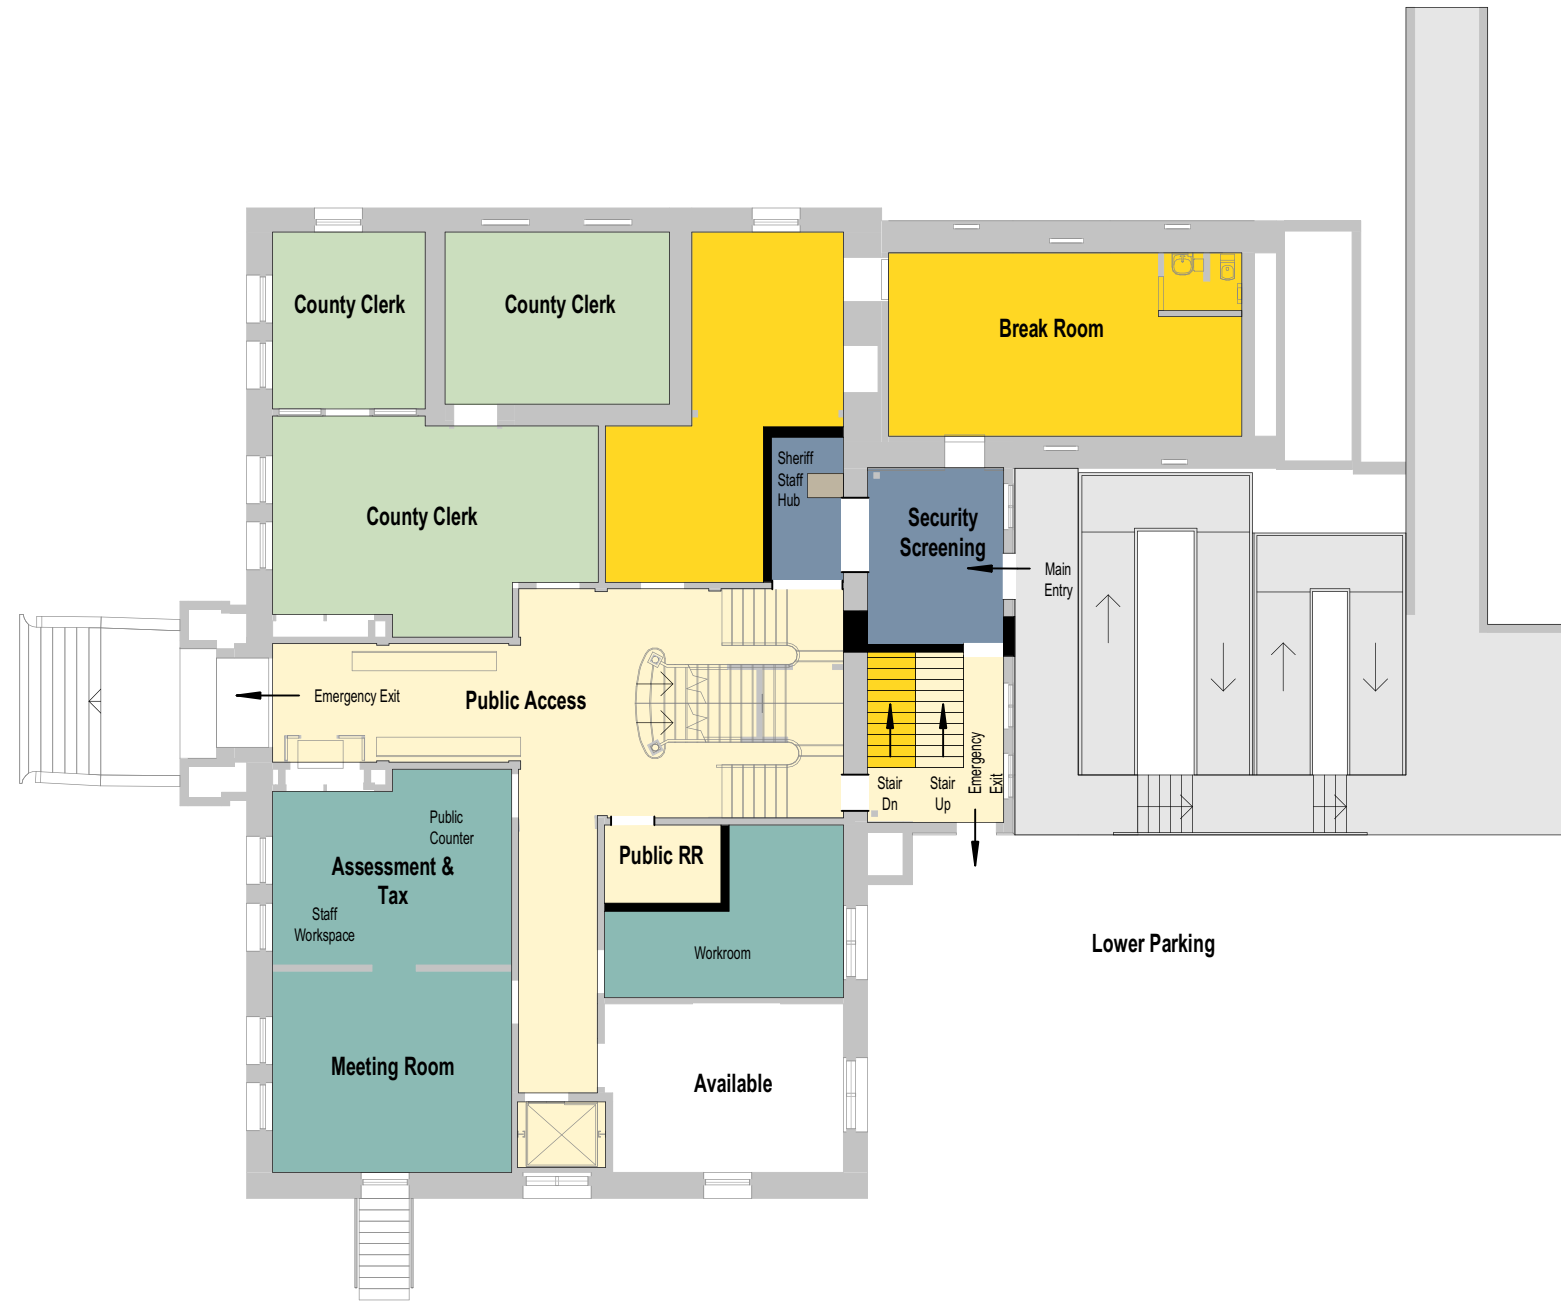 County Clerk
County Clerk
Break Room
Sheriff
Staff
Hub
County Clerk
Security
Screening
Main
Entry
Emergency Exit
Public Access
Emergency
Exit
Stair
Dn
Stair
Up
Public
Counter
Assessment &
Tax
Public RR
Staff
Workspace
Workroom
Lower Parking
Meeting Room
Available